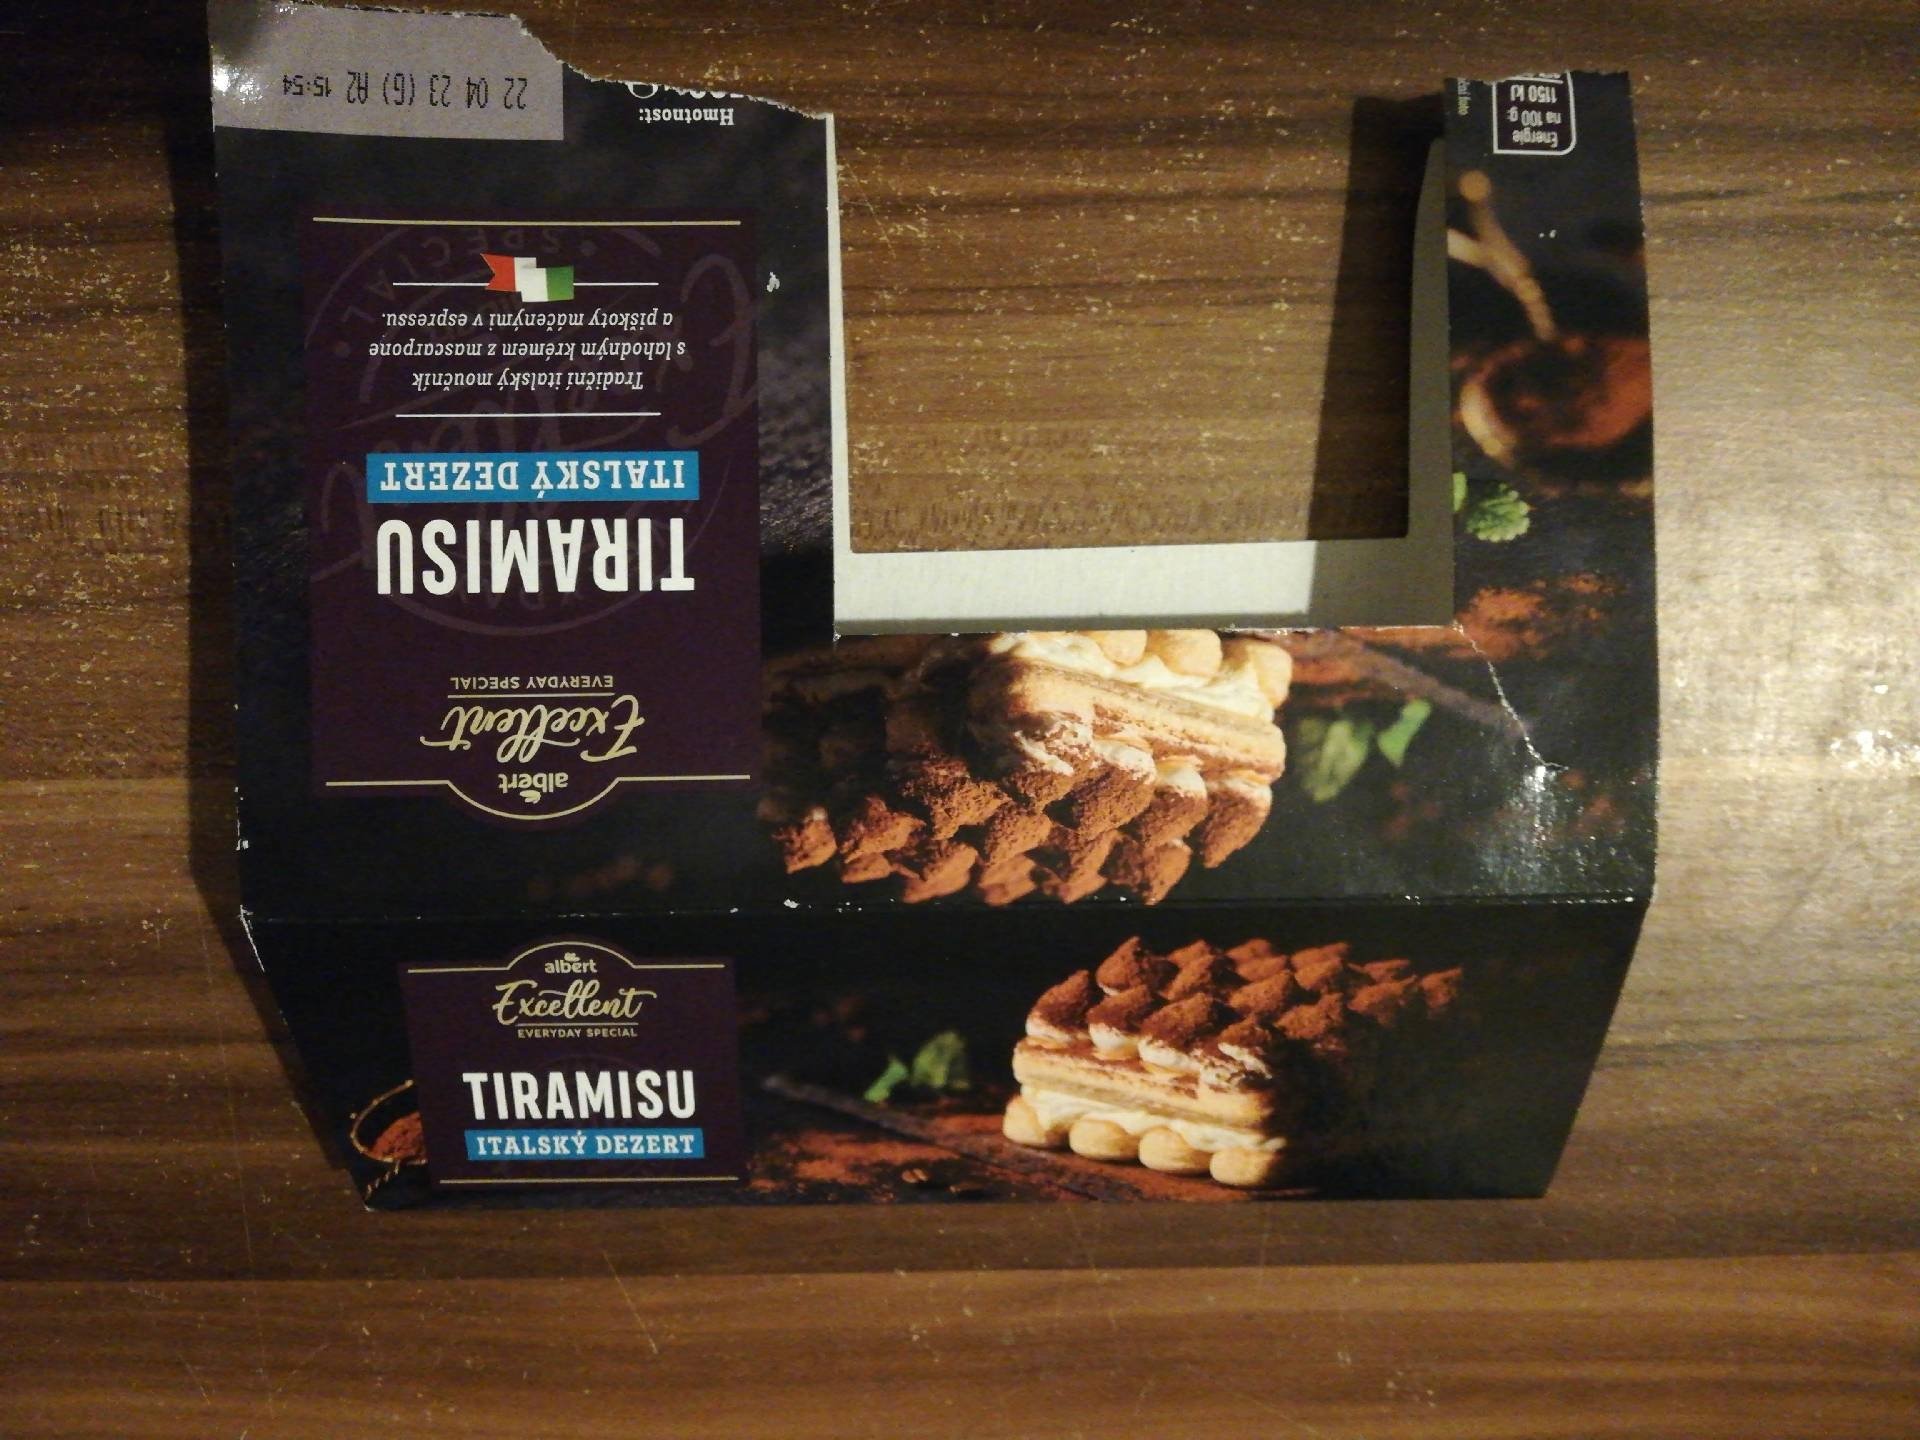 22 04 23 (6) A2 15:54
Hmotnost:
Energie
na 100 g:
1150 kJ
albert
Excellent
EVERYDAY SPECIAL
TIRAMISU
ITALSKÝ DEZERT
Tradiční italský moučník
s lahodným krémem z mascarpone
a piškoty máčenými v espressu.
albert
Excellent
EVERYDAY SPECIAL
TIRAMISU
ITALSKÝ DEZERT